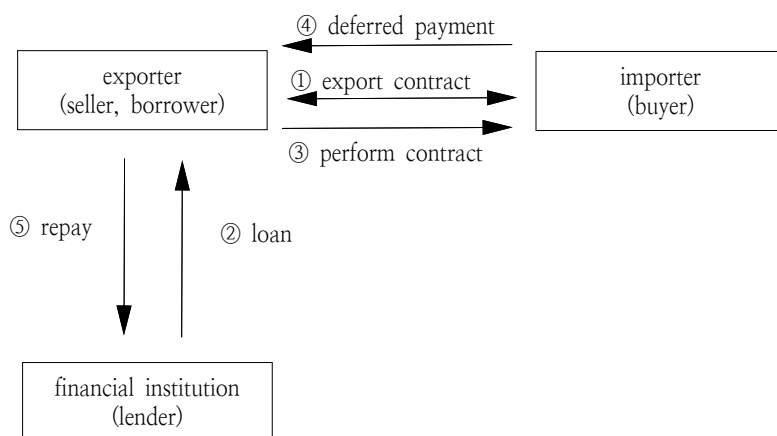 ④ deferred payment
exporter
(seller, borrower)
① export contract
importer
(buyer)
③ perform contract
⑤ repay
② loan
financial institution
(lender)